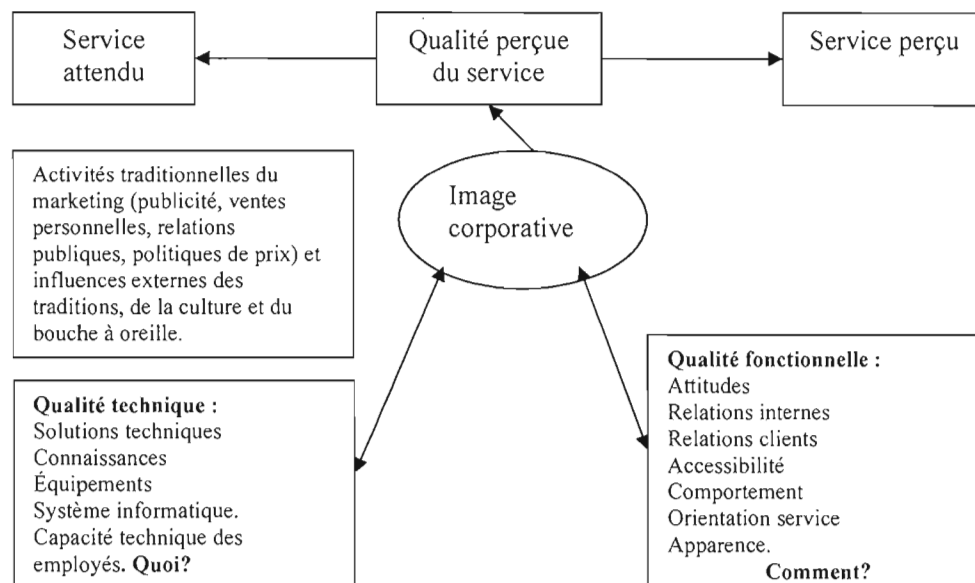 Service
attendu
Qualité perçue
du service
Service perçu
Activités traditionnelles du
marketing (publicité, ventes
personnelles, relations
publiques, politiques de prix) et
influences externes des
traditions, de la culture et du
bouche à oreille.
Image
corporative
Qualité technique :
Solutions techniques
Connaissances
Équipements
Système informatique.
Capacité technique des
employés. Quoi?
Qualité fonctionnelle :
Attitudes
Relations internes
Relations clients
Accessibilité
Comportement
Orientation service
Apparence.
Comment?